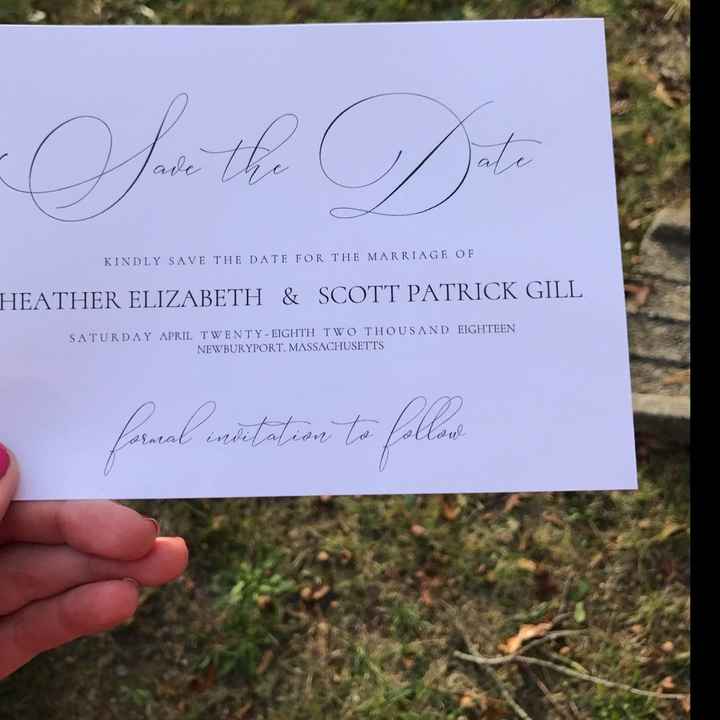 Save the Date
KINDLY SAVE THE DATE FOR THE MARRIAGE OF
HEATHER ELIZABETH & SCOTT PATRICK GILL
SATURDAY APRIL TWENTY-EIGHTH TWO THOUSAND EIGHTEEN
NEWBURYPORT, MASSACHUSETTS
formal invitation to follow